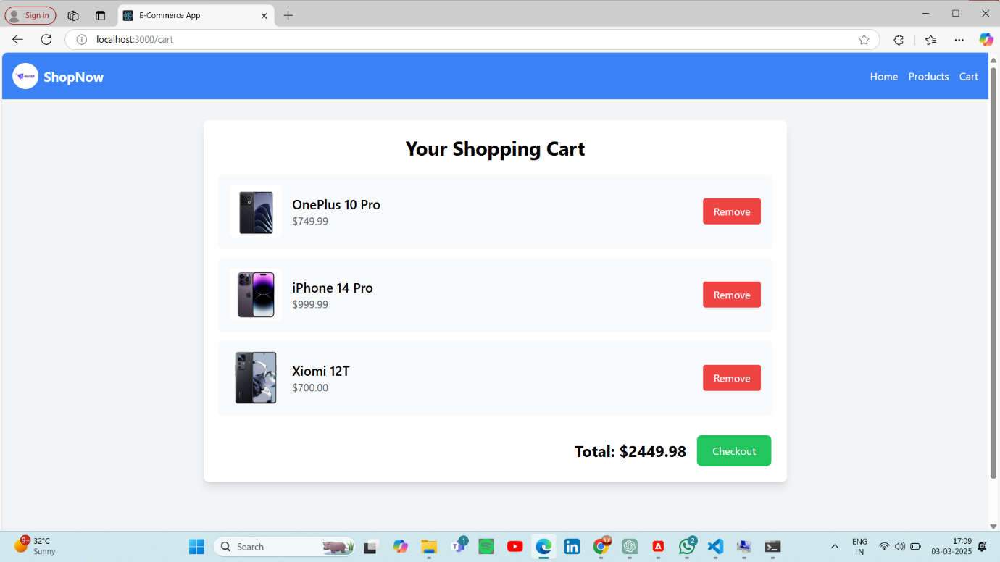 Sign in
E-Commerce App
localhost:3000/cart
ShopNow
Home Products Cart
Your Shopping Cart
OnePlus 10 Pro
$749.99
Remove
iPhone 14 Pro
$999.99
Remove
Xiomi 12T
$700.00
Remove
Total: $2449.98
Checkout
9+
32°C
Sunny
Search
1
2
ENG
IN
17:09
03-03-2025